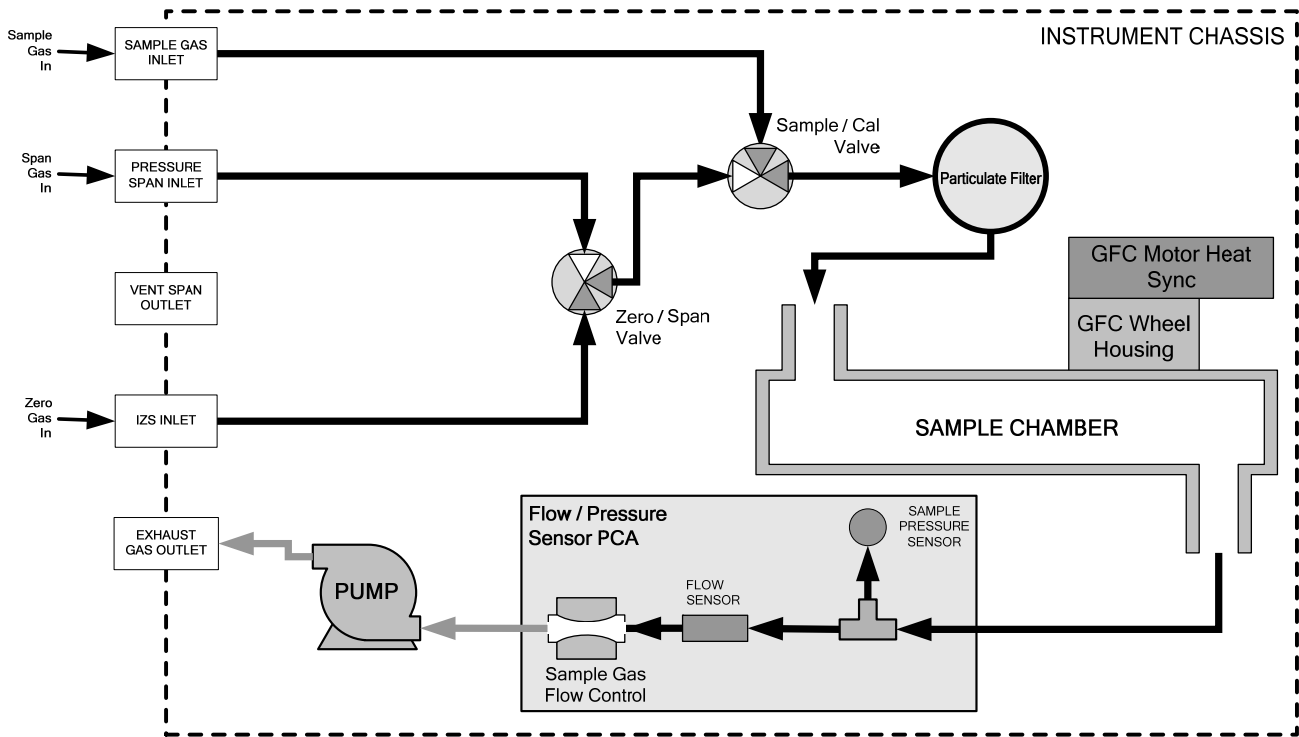 Sample
Gas
In
SAMPLE GAS
INLET
INSTRUMENT CHASSIS
Sample / Cal
Valve
Span
Gas
In
PRESSURE
SPAN INLET
Particulate Filter
GFC Motor Heat
Sync
VENT SPAN
OUTLET
Zero / Span
Valve
GFC Wheel
Housing
Zero
Gas
In
IZS INLET
SAMPLE CHAMBER
Flow / Pressure
Sensor PCA
SAMPLE
PRESSURE
SENSOR
EXHAUST
GAS OUTLET
PUMP
FLOW
SENSOR
Sample Gas
Flow Control